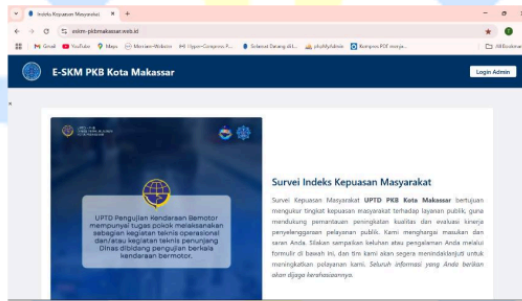 Indeks Kepuasan Masyarakat
eskm-pkbmakassar.web.id
Gmail YouTube Maps
E-SKM PKB Kota Makassar
Login Admin
UPTD Pengujian Kendaraan Bermotor
mempunyai tugas pokok melaksanakan
sebagian kegiatan teknis operasional
dan/atau kegiatan teknis penunjang
Dinas dibidang pengujian berkala
kendaraan bermotor.
Survei Indeks Kepuasan Masyarakat
Survei Kepuasan Masyarakat UPTD PKB Kota Makassar bertujuan
mengukur tingkat kepuasan masyarakat terhadap layanan publik, guna
mendukung pemantauan peningkatan kualitas dan evaluasi kinerja
penyelenggaraan pelayanan publik. Kami menghargai masukan dan
saran Anda. Silakan sampaikan keluhan atau pengalaman Anda melalui
formulir di bawah ini, dan tim kami akan segera menindaklanjuti untuk
meningkatkan pelayanan kami. Seluruh informasi yang Anda berikan
akan dijaga kerahasiaannya.